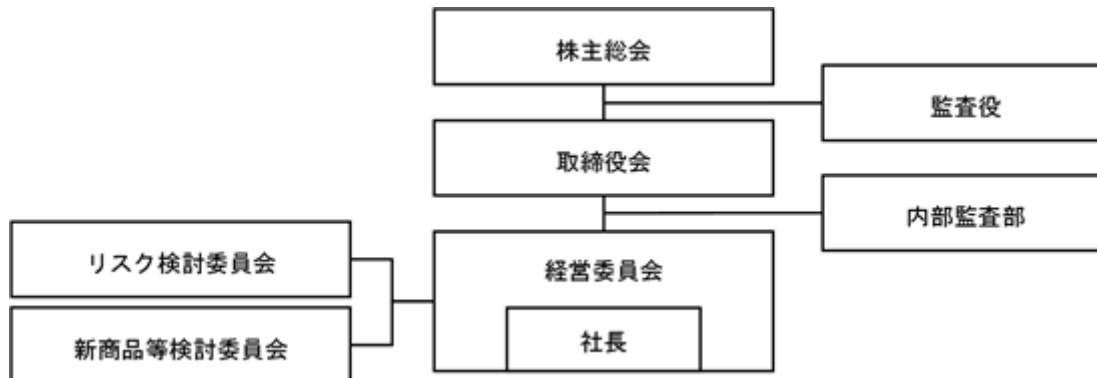 株主総会
監査役
取締役会
内部監査部
リスク検討委員会
経営委員会
新商品等検討委員会
社長